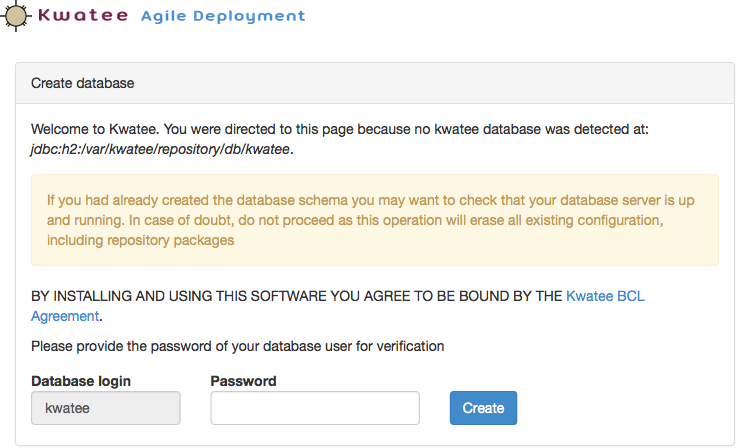 Kwatee Agile Deployment
Create database
Welcome to Kwatee. You were directed to this page because no kwatee database was detected at:
jdbc:h2:/var/kwatee/repository/db/kwatee.
If you had already created the database schema you may want to check that your database server is up
and running. In case of doubt, do not proceed as this operation will erase all existing configuration,
including repository packages
BY INSTALLING AND USING THIS SOFTWARE YOU AGREE TO BE BOUND BY THE Kwatee BCL
Agreement.
Please provide the password of your database user for verification
Database login Password
kwatee Create